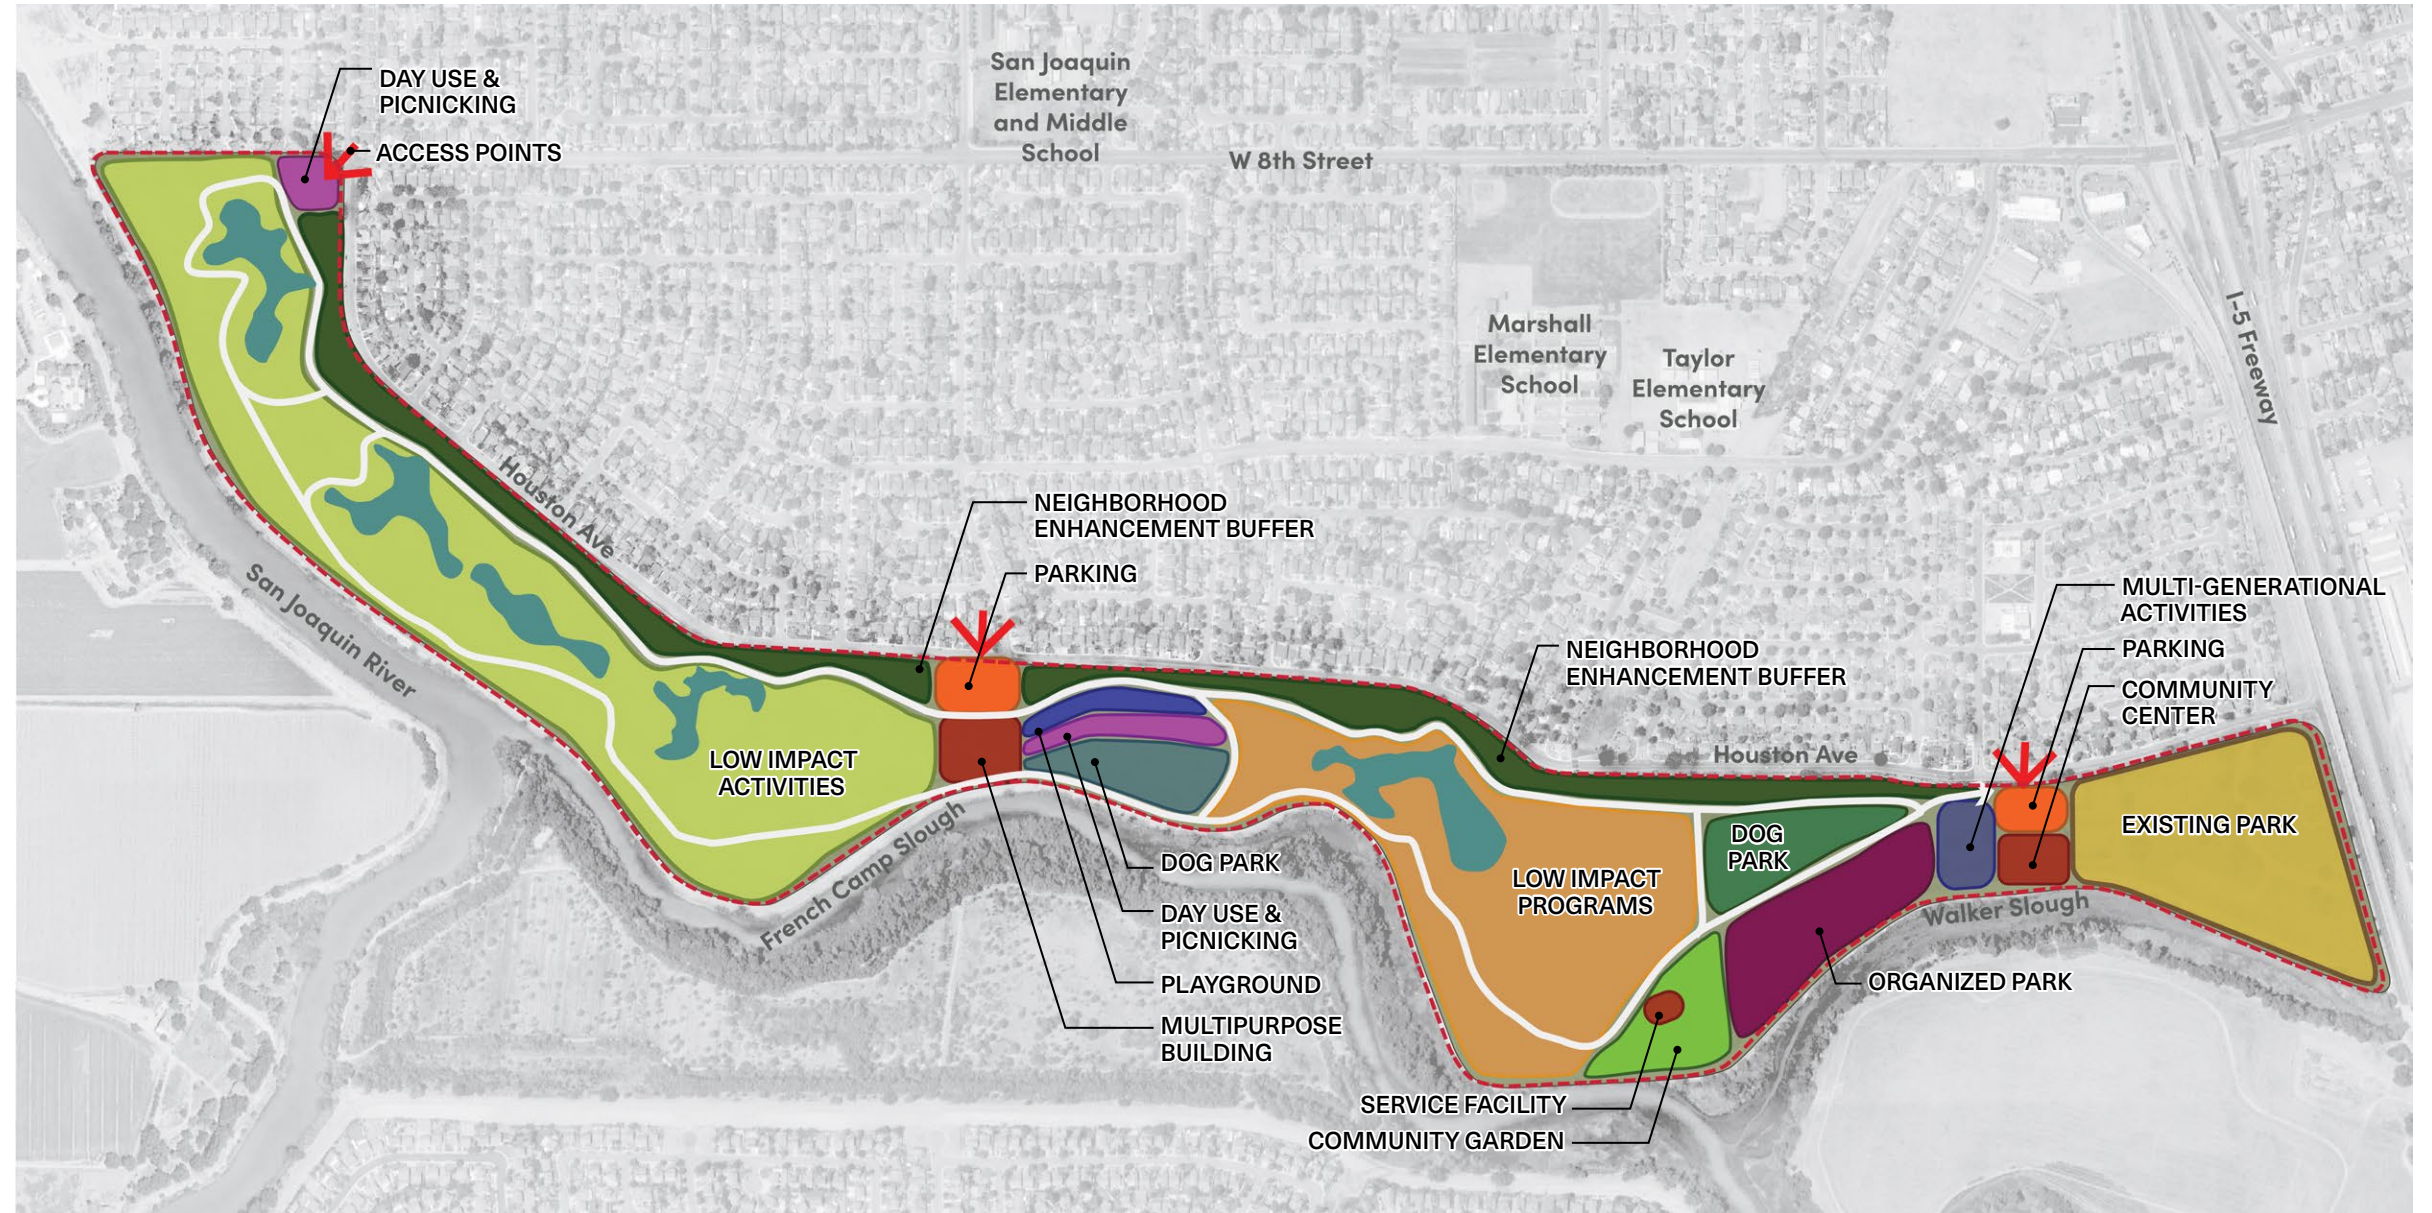 DAY USE &
PICNICKING
ACCESS POINTS
San Joaquin
Elementary
and Middle
School
W 8th Street
Marshall
Elementary
School
Taylor
Elementary
School
I-5 Freeway
Houston Ave
San Joaquin River
NEIGHBORHOOD
ENHANCEMENT BUFFER
PARKING
NEIGHBORHOOD
ENHANCEMENT BUFFER
MULTI-GENERATIONAL
ACTIVITIES
PARKING
COMMUNITY
CENTER
Houston Ave
LOW IMPACT
ACTIVITIES
French Camp Slough
DOG PARK
DAY USE &
PICNICKING
PLAYGROUND
MULTIPURPOSE
BUILDING
LOW IMPACT
PROGRAMS
DOG
PARK
EXISTING PARK
Walker Slough
ORGANIZED PARK
SERVICE FACILITY
COMMUNITY GARDEN